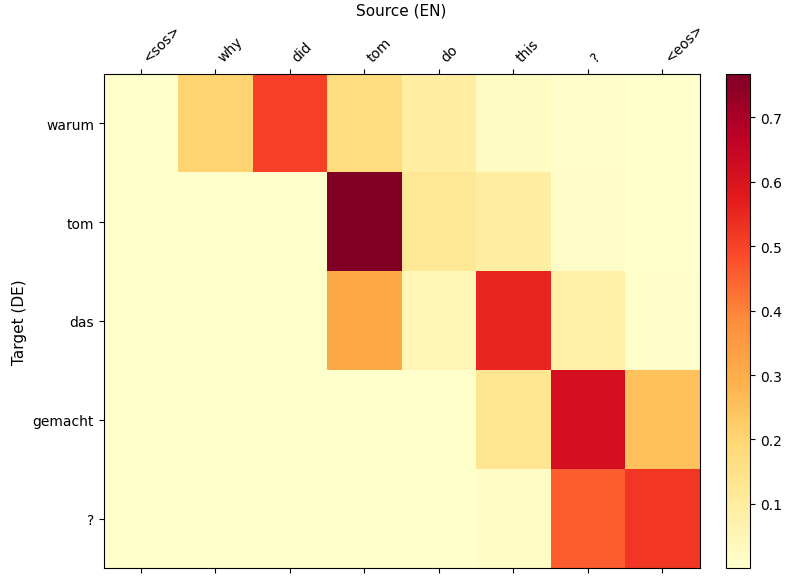 Source (EN)
<sos> why did tom do this ? <eos>
warum
tom
das
gemacht
?
Target (DE)
0.7
0.6
0.5
0.4
0.3
0.2
0.1